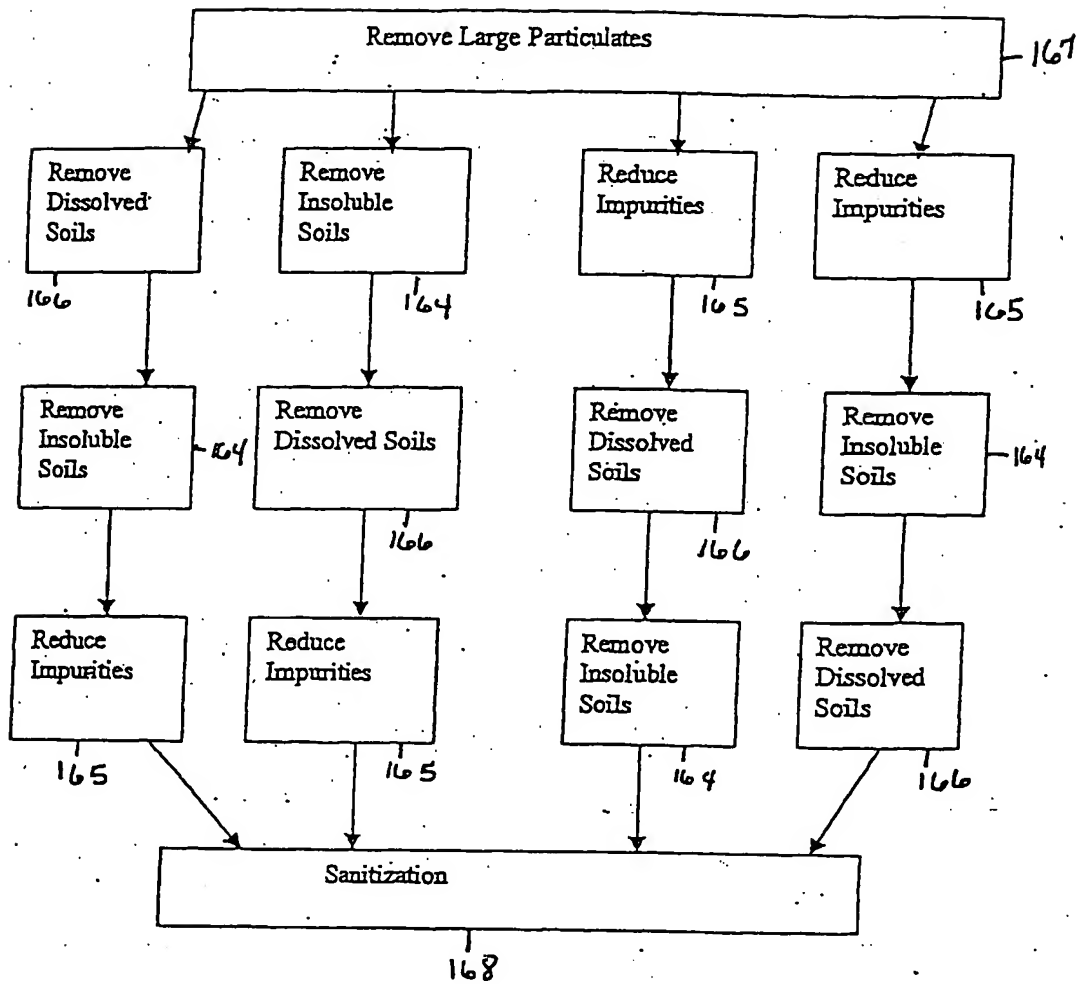 Remove Large Particulates
167
Remove
Dissolved
Soils
166
Remove
Insoluble
Soils
164
Reduce
Impurities
165
Reduce
Impurities
165
Remove
Insoluble
Soils
164
Remove
Dissolved Soils
166
Remove
Dissolved
Soils
166
Remove
Insoluble
Soils
164
Reduce
Impurities
165
Reduce
Impurities
165
Remove
Insoluble
Soils
164
Remove
Dissolved
Soils
166
Sanitization
168